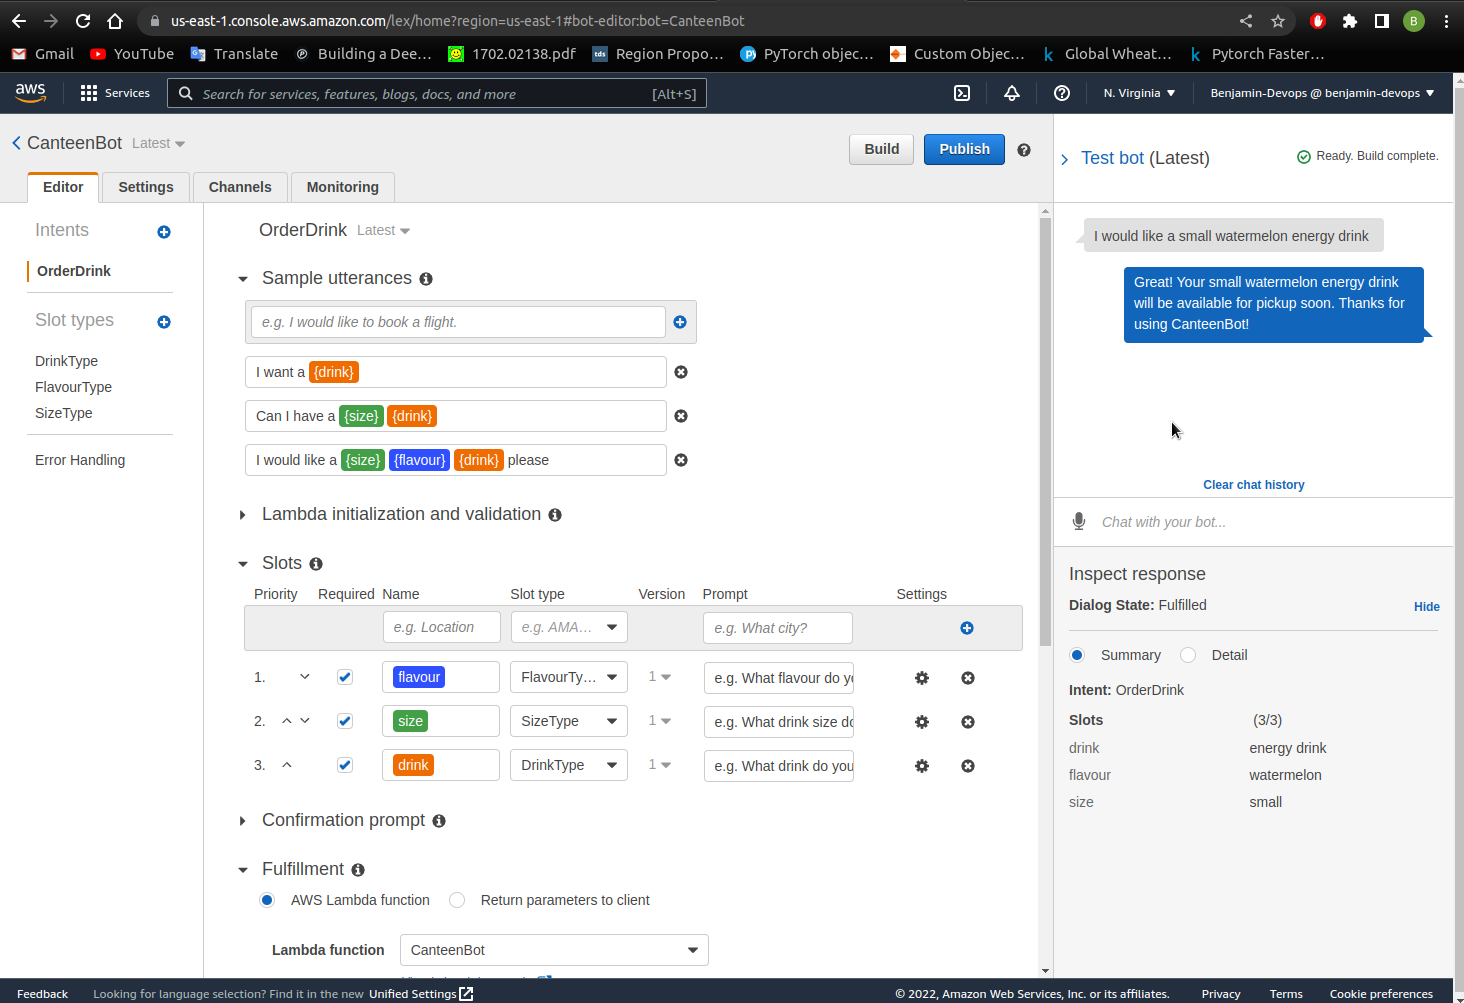 us-east-1.console.aws.amazon.com/lex/home?region=us-east-1#bot-editor:bot=CanteenBot
B
Gmail YouTube Translate Building a Dee... 1702.02138.pdf tds Region Propo... PyTorch objec... Custom Objec... k Global Wheat... k Pytorch Faster...
aws Services Search for services, features, blogs, docs, and more [Alt+S] N. Virginia Benjamin-Devops @ benjamin-devops
CanteenBot Latest Build Publish
Editor Settings Channels Monitoring
Intents
OrderDrink
Slot types
DrinkType
FlavourType
SizeType
Error Handling
OrderDrink Latest
Sample utterances
e.g. I would like to book a flight.
I want a {drink}
Can I have a {size} {drink}
I would like a {size} {flavour} {drink} please
Lambda initialization and validation
Slots
Priority Required Name Slot type Version Prompt Settings
e.g. Location e.g. AMA... e.g. What city?
1. flavour FlavourTy... 1 e.g. What flavour do yo
2. size SizeType 1 e.g. What drink size do
3. drink DrinkType 1 e.g. What drink do you
Confirmation prompt
Fulfillment
AWS Lambda function Return parameters to client
Lambda function CanteenBot
Test bot (Latest) Ready. Build complete.
I would like a small watermelon energy drink
Great! Your small watermelon energy drink
will be available for pickup soon. Thanks for
using CanteenBot!
Clear chat history
Chat with your bot...
Inspect response
Dialog State: Fulfilled Hide
Summary Detail
Intent: OrderDrink
Slots (3/3)
drink energy drink
flavour watermelon
size small
Feedback Looking for language selection? Find it in the new Unified Settings © 2022, Amazon Web Services, Inc. or its affiliates. Privacy Terms Cookie preferences